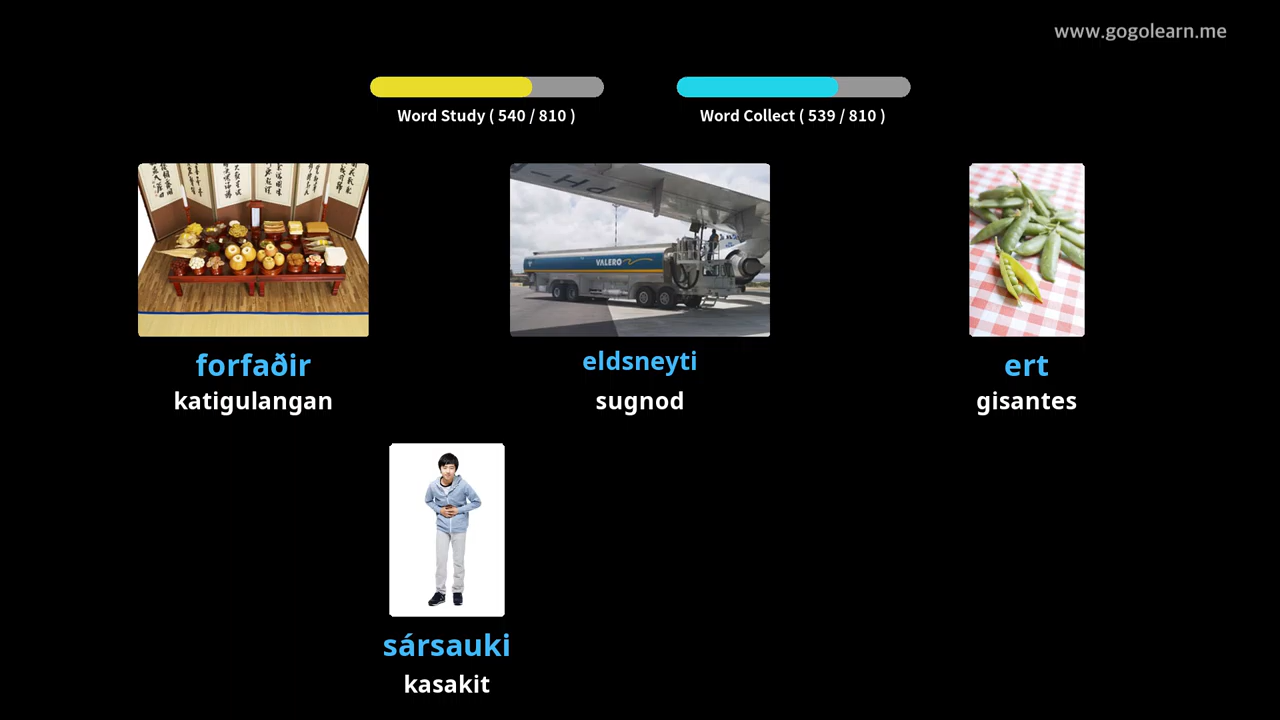 www.gogolearn.me
Word Study ( 540 / 810 )
Word Collect ( 539 / 810 )
VALERO
forfaðir
katigulangan
eldsneyti
sugnod
ert
gisantes
sársauki
kasakit